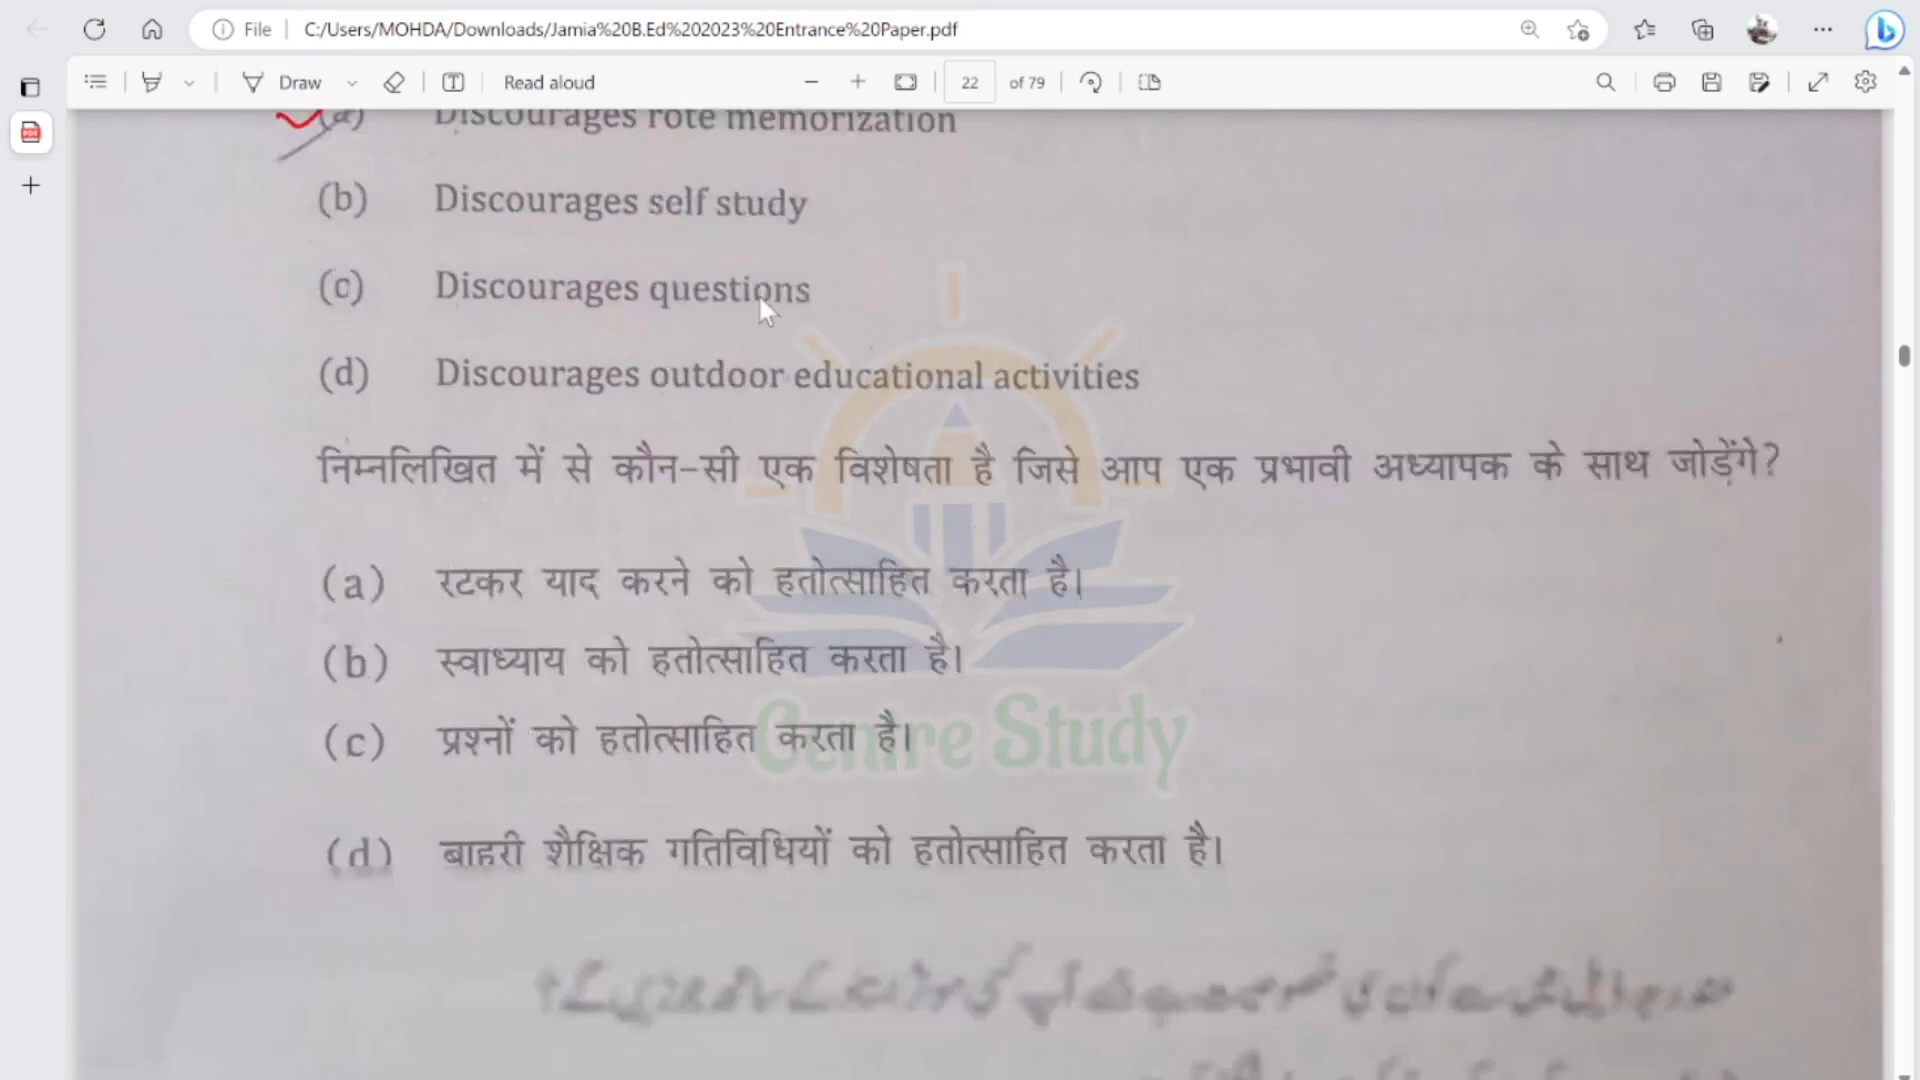 File
C:/Users/MOHDA/Downloads/Jamia%20B.Ed%202023%20Entrance%20Paper.pdf
Draw
Read aloud
22
of 79
(a) Discourages rote memorization
(b) Discourages self study
(c) Discourages questions
(d) Discourages outdoor educational activities
निम्नलिखित में से कौन-सी एक विशेषता है जिसे आप एक प्रभावी अध्यापक के साथ जोड़ेंगे?
(a) रटकर याद करने को हतोत्साहित करता है।
(b) स्वाध्याय को हतोत्साहित करता है।
(c) प्रश्नों को हतोत्साहित करता है।
Centre Study
(d) बाहरी शैक्षिक गतिविधियों को हतोत्साहित करता है।